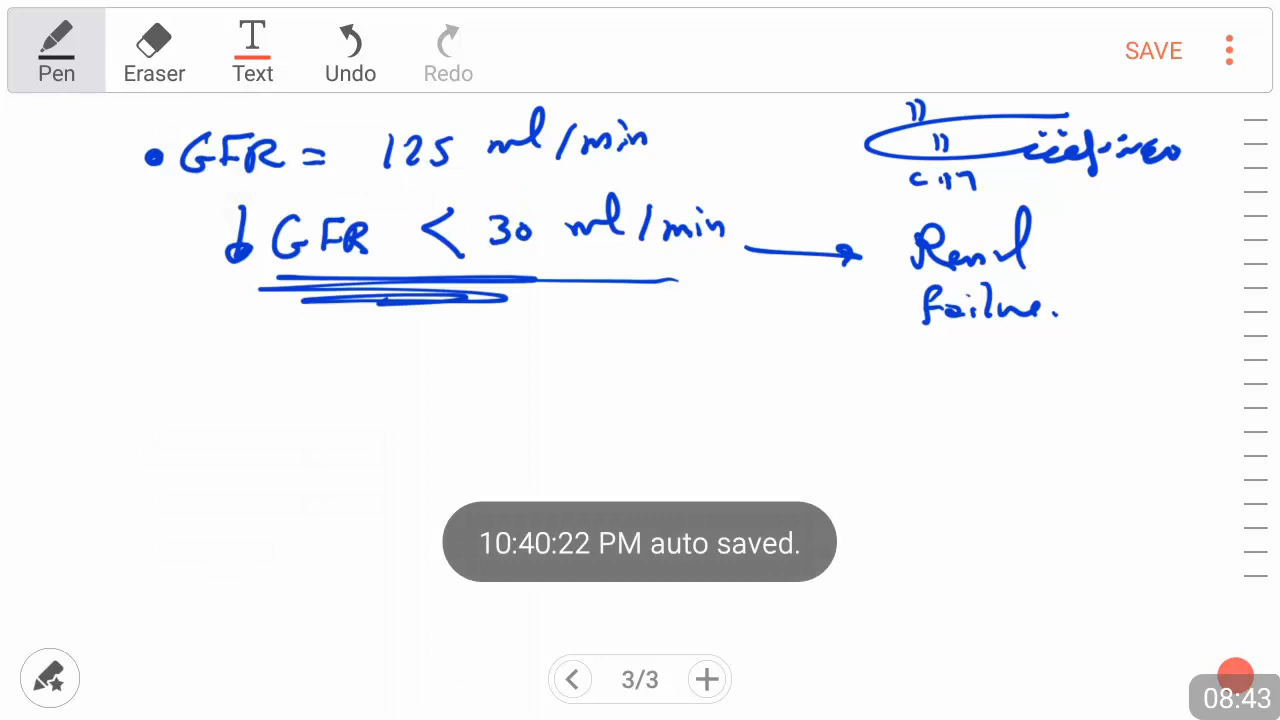 Pen
Eraser
Text
Undo
Redo
SAVE
• GFR = 125 ml/min
↓ GFR < 30 ml/min → Renal
Failure.
10:40:22 PM auto saved.
3/3
08:43